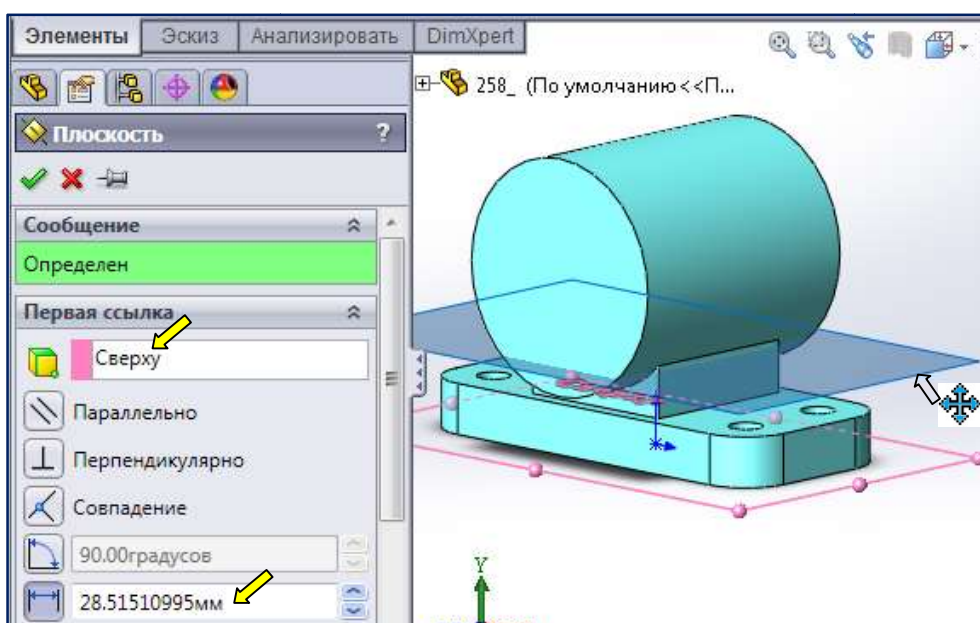 Элементы Эскиз Анализировать DimXpert
258_ (По умолчанию<<П...
Плоскость ?
Сообщение
Определен
Первая ссылка
Сверху
Параллельно
Перпендикулярно
Совпадение
90.00градусов
28.51510995мм
Y